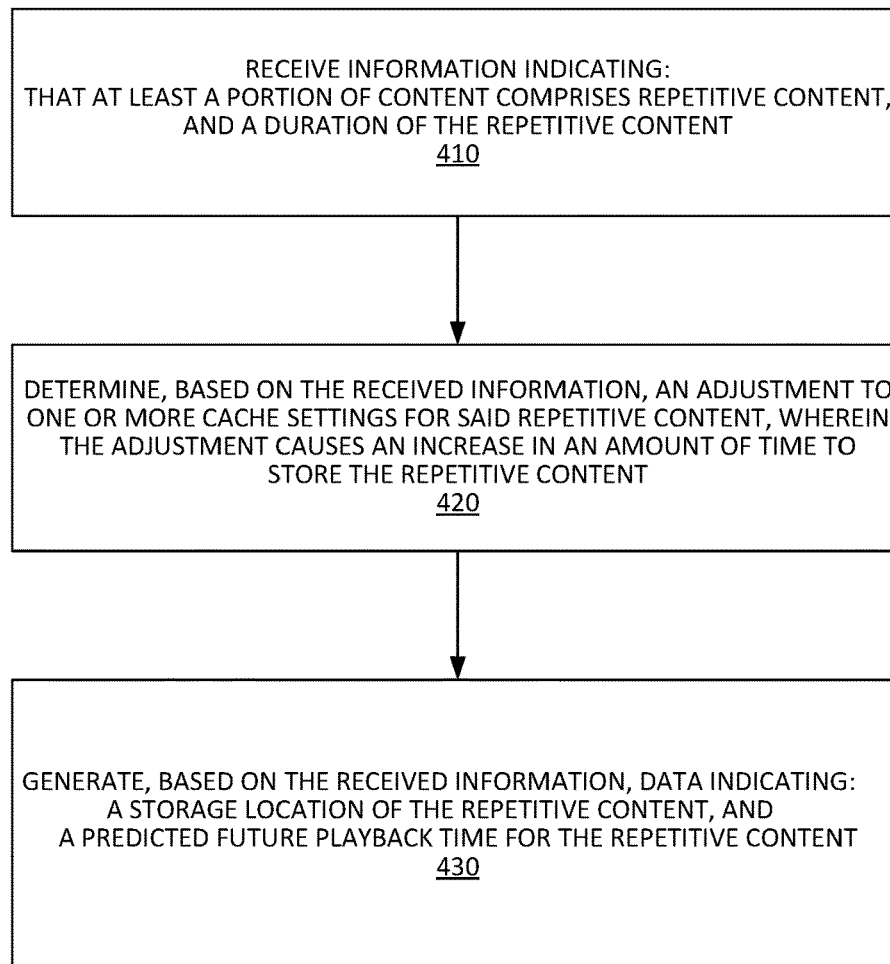 RECEIVE INFORMATION INDICATING:
THAT AT LEAST A PORTION OF CONTENT COMPRISES REPETITIVE CONTENT,
AND A DURATION OF THE REPETITIVE CONTENT
410
DETERMINE, BASED ON THE RECEIVED INFORMATION, AN ADJUSTMENT TO
ONE OR MORE CACHE SETTINGS FOR SAID REPETITIVE CONTENT, WHEREIN
THE ADJUSTMENT CAUSES AN INCREASE IN AN AMOUNT OF TIME TO
STORE THE REPETITIVE CONTENT
420
GENERATE, BASED ON THE RECEIVED INFORMATION, DATA INDICATING:
A STORAGE LOCATION OF THE REPETITIVE CONTENT, AND
A PREDICTED FUTURE PLAYBACK TIME FOR THE REPETITIVE CONTENT
430